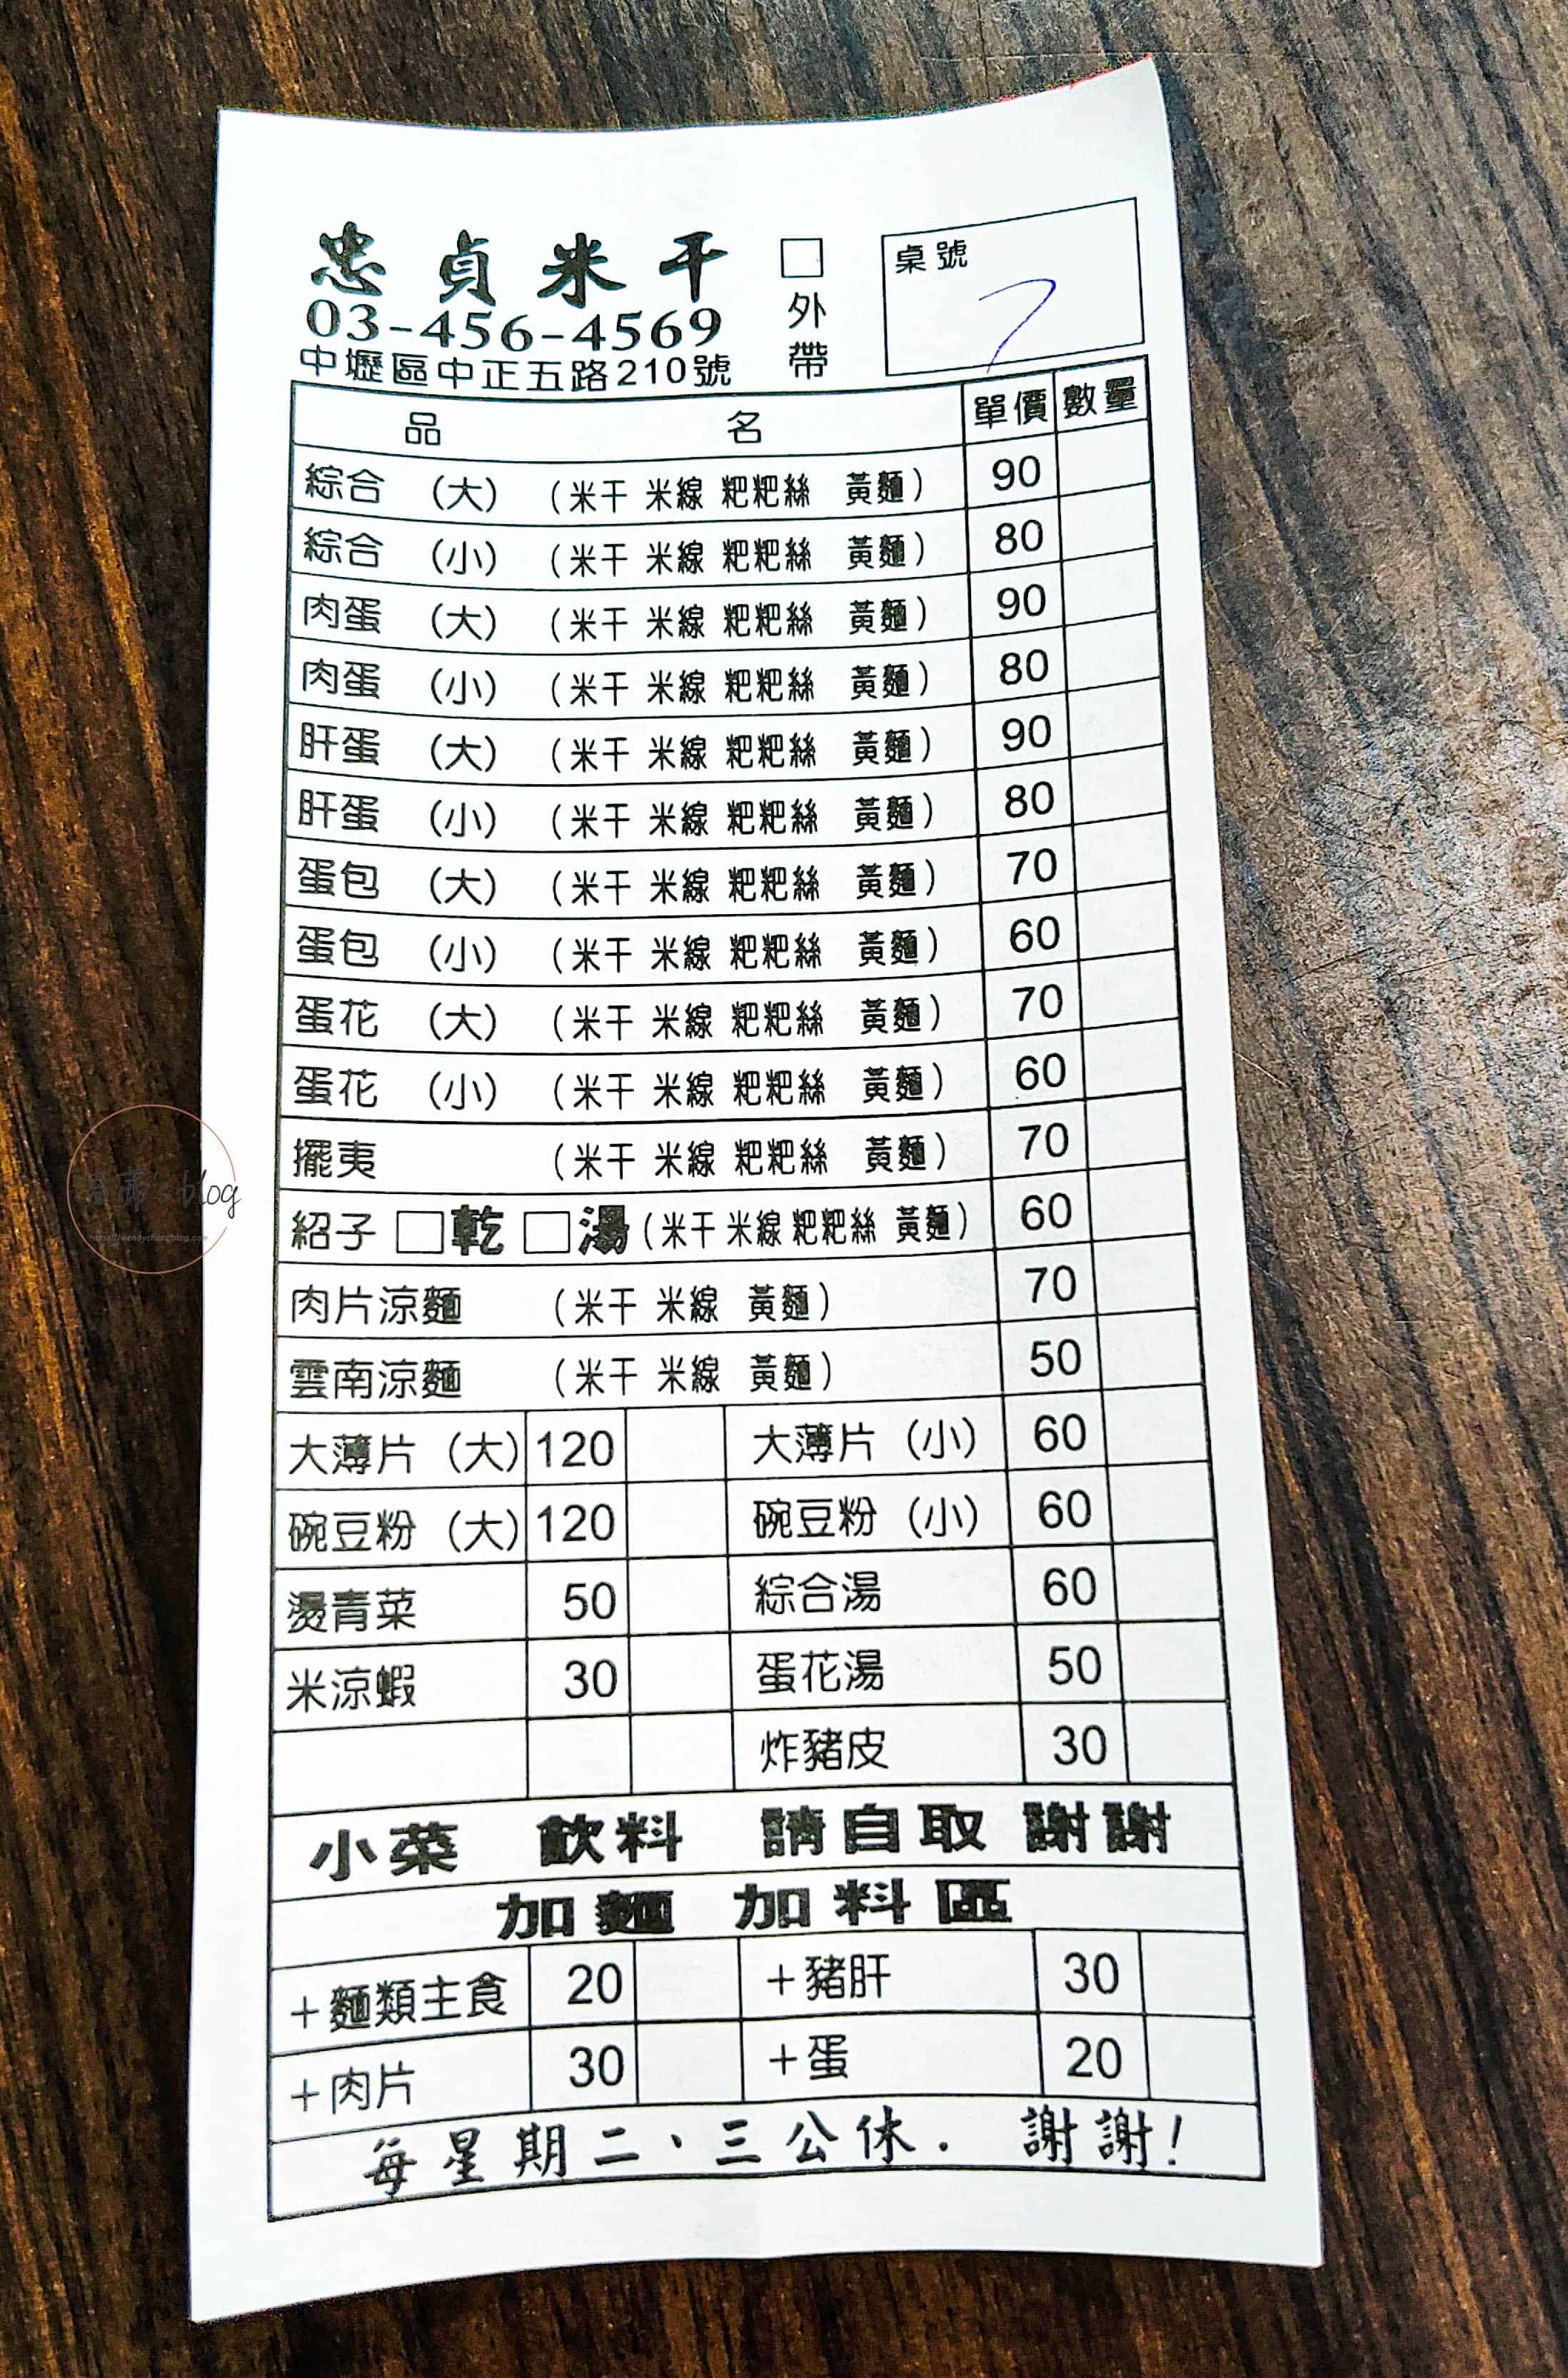 忠貞米干
□外帶
桌號
7
03-456-4569
中壢區中正五路210號
品名 單價 數量
綜合 (大) (米干 米線 粑粑絲 黃麵) 90
綜合 (小) (米干 米線 粑粑絲 黃麵) 80
肉蛋 (大) (米干 米線 粑粑絲 黃麵) 90
肉蛋 (小) (米干 米線 粑粑絲 黃麵) 80
肝蛋 (大) (米干 米線 粑粑絲 黃麵) 90
肝蛋 (小) (米干 米線 粑粑絲 黃麵) 80
蛋包 (大) (米干 米線 粑粑絲 黃麵) 70
蛋包 (小) (米干 米線 粑粑絲 黃麵) 60
蛋花 (大) (米干 米線 粑粑絲 黃麵) 70
蛋花 (小) (米干 米線 粑粑絲 黃麵) 60
擺夷 (米干 米線 粑粑絲 黃麵) 70
紹子 □乾 □湯 (米干 米線 粑粑絲 黃麵) 60
肉片涼麵 (米干 米線 黃麵) 70
雲南涼麵 (米干 米線 黃麵) 50
大薄片 (大) 120 大薄片 (小) 60
碗豆粉 (大) 120 碗豆粉 (小) 60
燙青菜 50 綜合湯 60
米涼蝦 30 蛋花湯 50
炸豬皮 30
小菜 飲料 請自取 謝謝
加麵 加料區
+麵類主食 20 +豬肝 30
+肉片 30 +蛋 20
每星期二、三公休. 謝謝!
blog